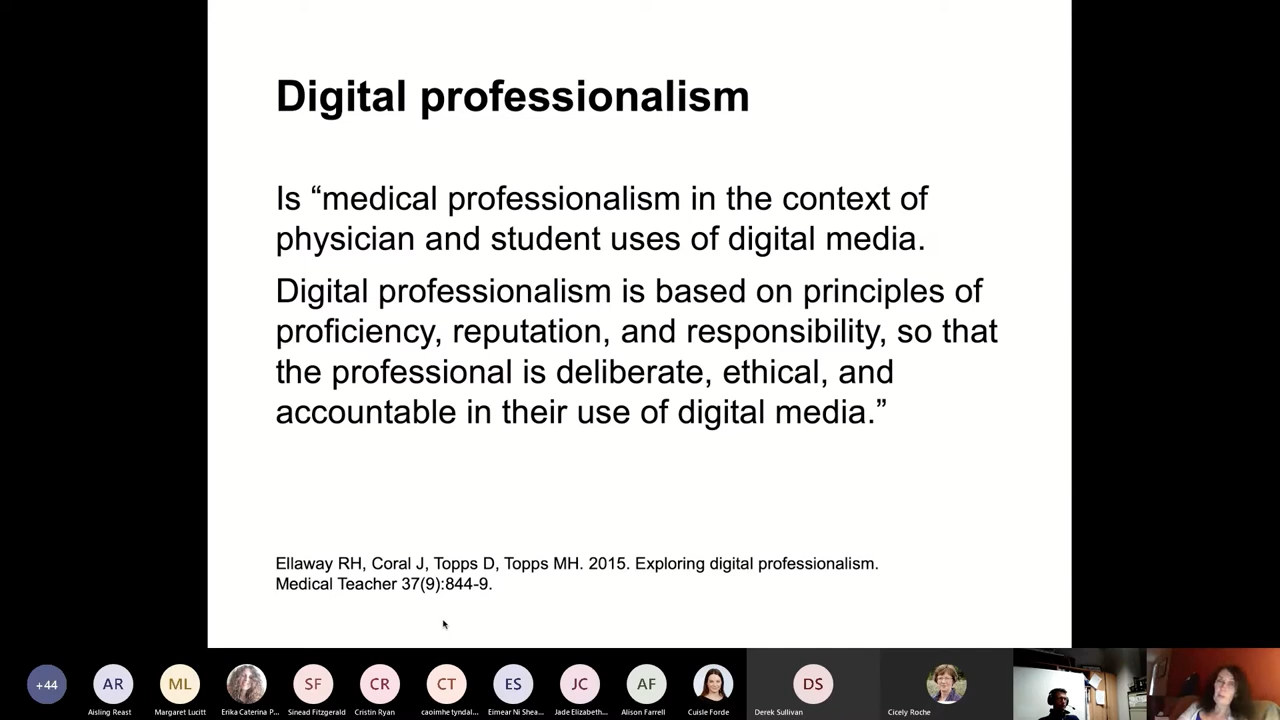 Digital professionalism
Is “medical professionalism in the context of
physician and student uses of digital media.
Digital professionalism is based on principles of
proficiency, reputation, and responsibility, so that
the professional is deliberate, ethical, and
accountable in their use of digital media.”
Ellaway RH, Coral J, Topps D, Topps MH. 2015. Exploring digital professionalism.
Medical Teacher 37(9):844-9.
+44 AR ML SF CR CT ES JC AF DS
Aisling Reast Margaret Lucitt Erika Caterina P... Sinead Fitzgerald Cristin Ryan caoimhe tyndal... Eimear Ni Shea... Jade Elizabeth... Alison Farrell Cuisle Forde Derek Sullivan Cicely Roche